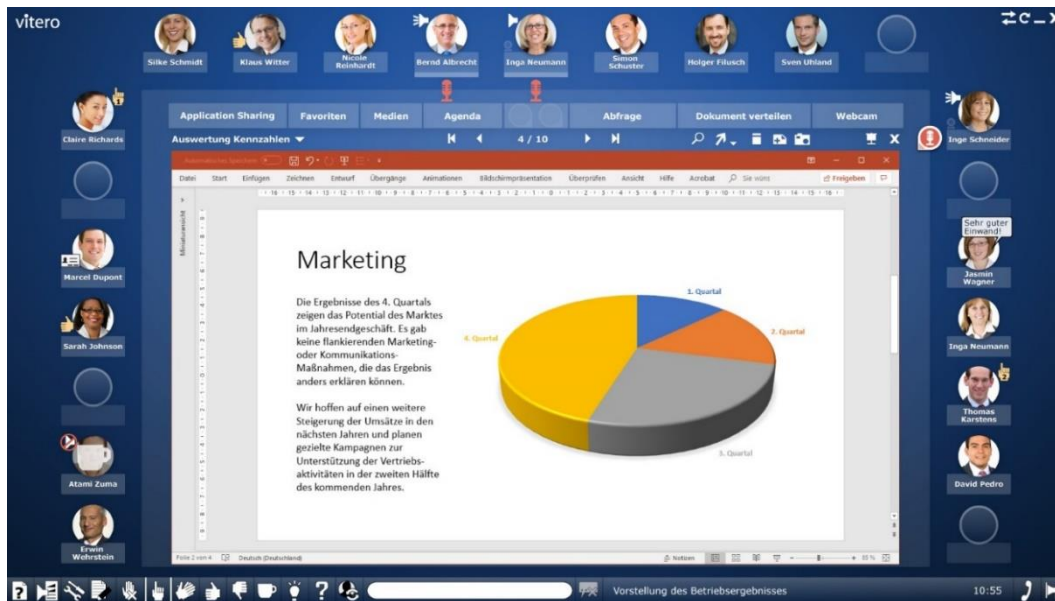 vitero
Silke Schmidt
Klaus Witter
Nicole
Reinhardt
Bernd Albrecht
Inga Neumann
Simon
Schuster
Holger Filusch
Sven Uhland
Claire Richards
Marcel Dupont
Sarah Johnson
Atami Zuma
Erwin
Wehrstein
Application Sharing
Favoriten
Medien
Agenda
Abfrage
Dokument verteilen
Webcam
Auswertung Kennzahlen
4 / 10
Datei Start Einfügen Zeichnen Entwurf Übergänge Animationen Bildschirmpräsentation Überprüfen Ansicht Hilfe Acrobat Sie wüns Freigeben
Miniaturansicht
Marketing
Die Ergebnisse des 4. Quartals
zeigen das Potential des Marktes
im Jahresendgeschäft. Es gab
keine flankierenden Marketing-
oder Kommunikations-
Maßnahmen, die das Ergebnis
anders erklären können.
Wir hoffen auf einen weitere
Steigerung der Umsätze in den
nächsten Jahren und planen
gezielte Kampagnen zur
Unterstützung der Vertriebs-
aktivitäten in der zweiten Hälfte
des kommenden Jahres.
1. Quartal
2. Quartal
3. Quartal
4. Quartal
Folie 2 von 4 Deutsch (Deutschland)
Notizen
Inge Schneider
Sehr guter
Einwand!
Jasmin
Wagner
Inga Neumann
Thomas
Karstens
David Pedro
Vorstellung des Betriebsergebnisses
10:55